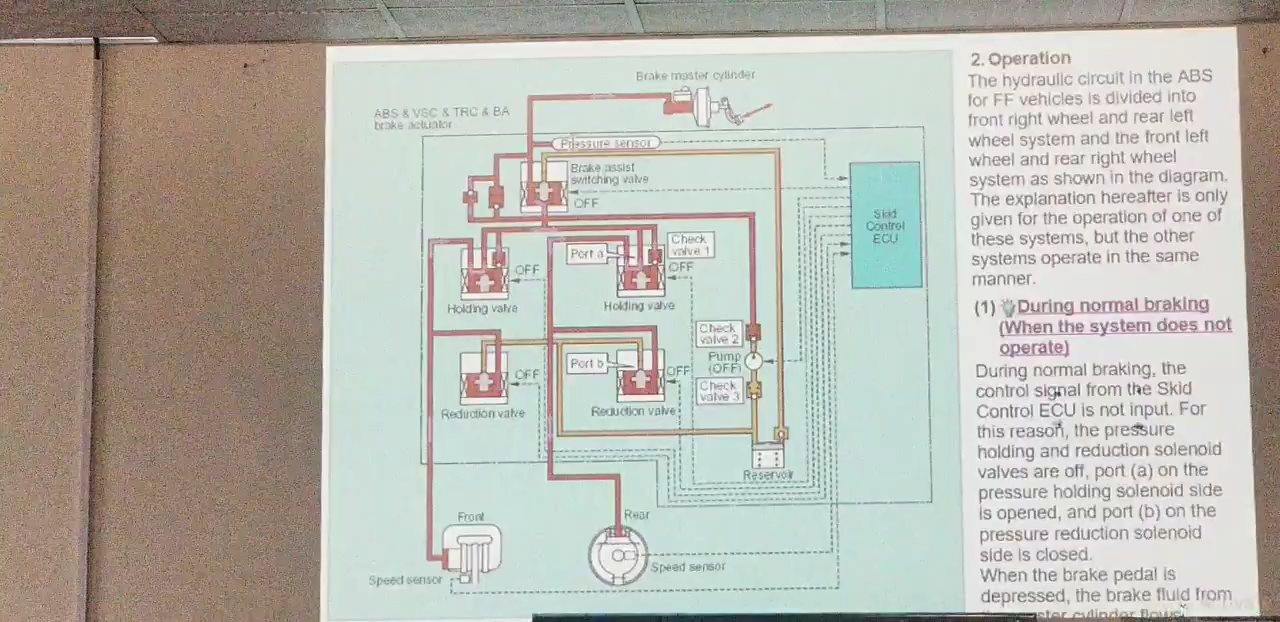 Brake master cylinder
ABS & VSC & TRC & BA
brake actuator
Pressure sensor
Brake assist
switching valve
OFF
Skid
Control
ECU
Port a
Check
valve 1
OFF
OFF
Holding valve
Holding valve
Check
valve 2
Pump
(OFF)
Port b
OFF
OFF
Check
valve 3
Reduction valve
Reduction valve
Reservoir
Front
Rear
Speed sensor
Speed sensor
2. Operation
The hydraulic circuit in the ABS
for FF vehicles is divided into
front right wheel and rear left
wheel system and the front left
wheel and rear right wheel
system as shown in the diagram.
The explanation hereafter is only
given for the operation of one of
these systems, but the other
systems operate in the same
manner.
(1) During normal braking
(When the system does not
operate)
During normal braking, the
control signal from the Skid
Control ECU is not input. For
this reason, the pressure
holding and reduction solenoid
valves are off, port (a) on the
pressure holding solenoid side
is opened, and port (b) on the
pressure reduction solenoid
side is closed.
When the brake pedal is
depressed, the brake fluid from
cylinder flows